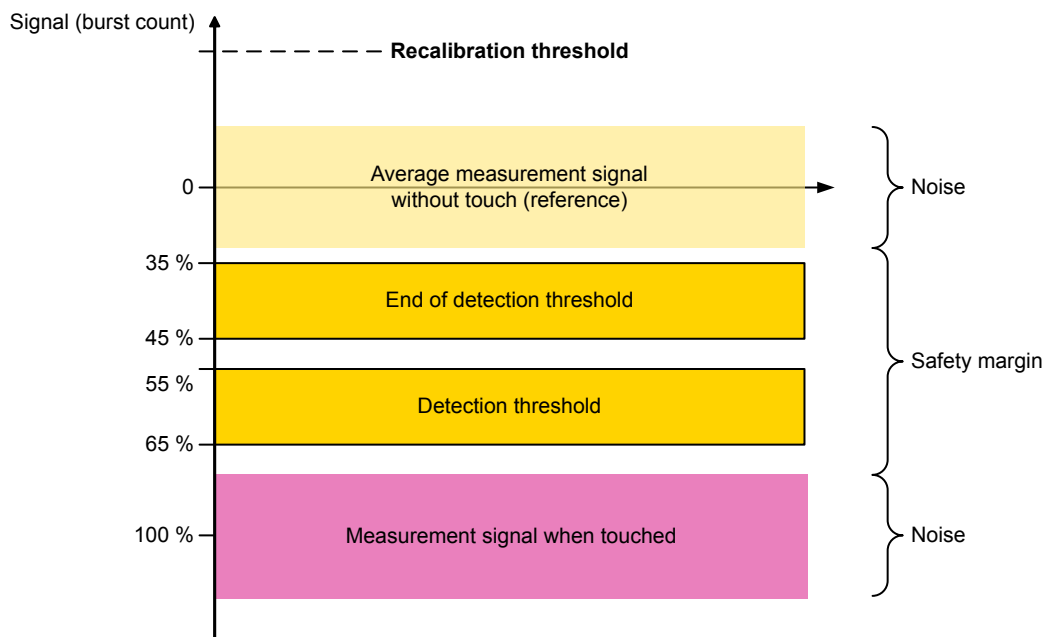 Signal (burst count)
Recalibration threshold
Average measurement signal
without touch (reference)
0
Noise
35 %
End of detection threshold
45 %
Safety margin
55 %
Detection threshold
65 %
100 %
Measurement signal when touched
Noise